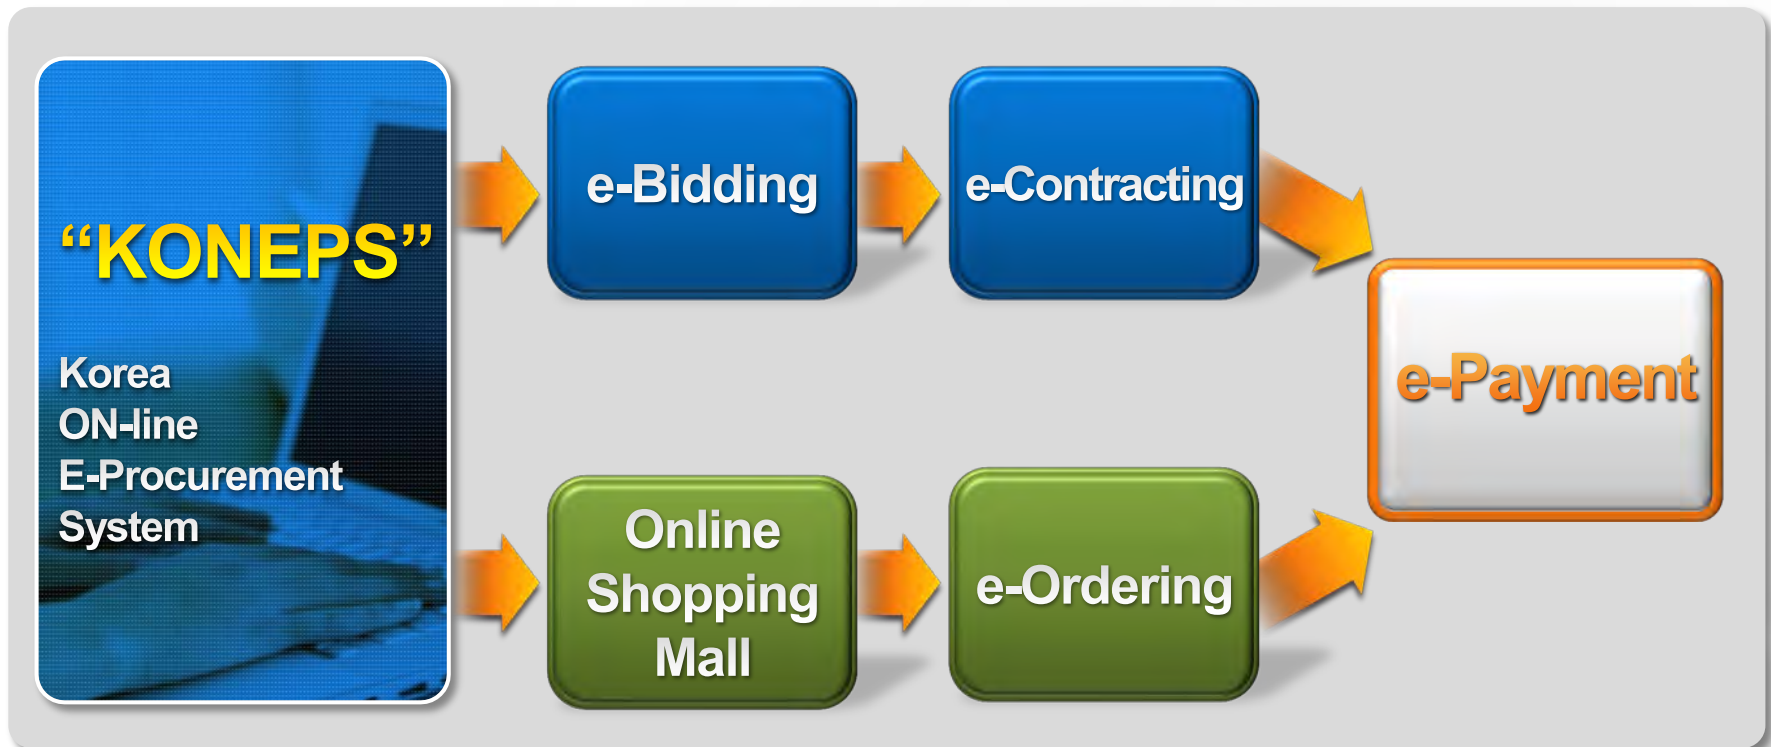 “KONEPS”
Korea
ON-line
E-Procurement
System
e-Bidding
e-Contracting
Online
Shopping
Mall
e-Ordering
e-Payment